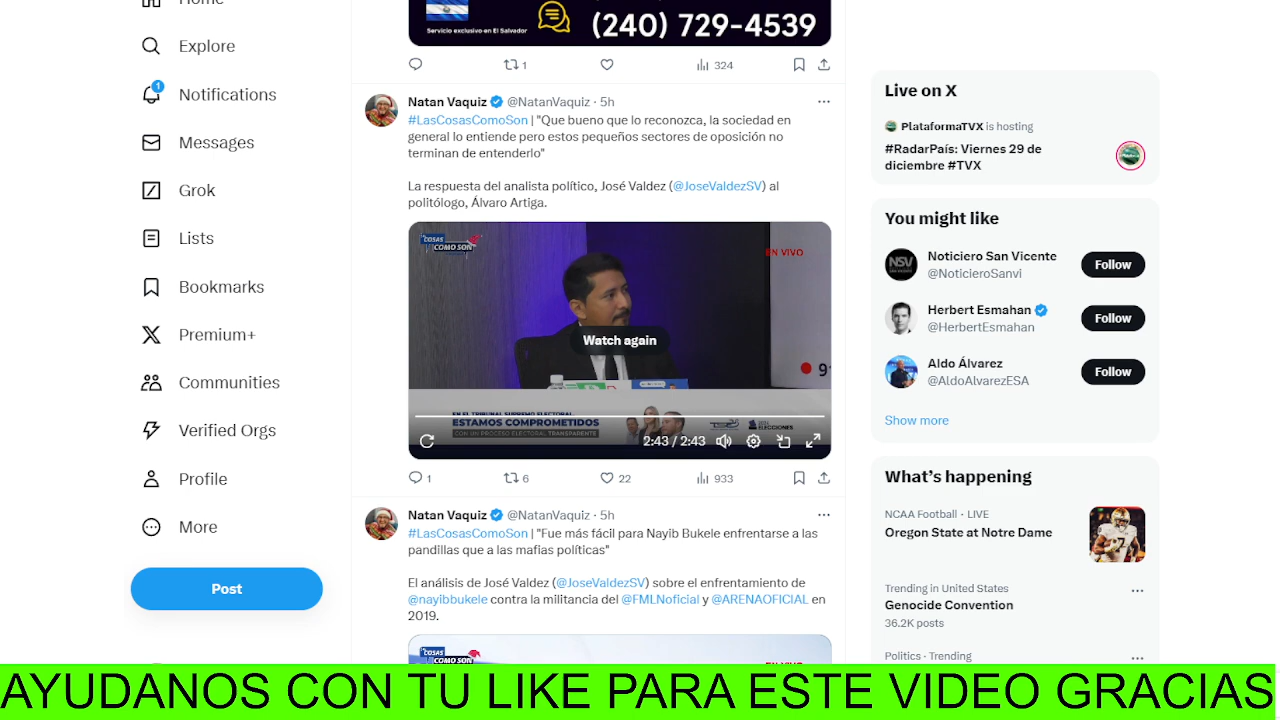 Home
Explore
1
Notifications
Messages
Grok
Lists
Bookmarks
Premium+
Communities
Verified Orgs
Profile
More
Post
Servicio exclusivo en El Salvador
(240) 729-4539
1
324
Natan Vaquiz @NatanVaquiz · 5h
#LasCosasComoSon | "Que bueno que lo reconozca, la sociedad en
general lo entiende pero estos pequeños sectores de oposición no
terminan de entenderlo"
La respuesta del analista político, José Valdez (@JoseValdezSV) al
politólogo, Álvaro Artiga.
COSAS
COMO SON
EN VIVO
Watch again
9
EN EL TRIBUNAL SUPREMO ELECTORAL,
ESTAMOS COMPROMETIDOS
CON UN PROCESO ELECTORAL TRANSPARENTE
ELECCIONES
2:43 / 2:43
1
6
22
933
Natan Vaquiz @NatanVaquiz · 5h
#LasCosasComoSon | "Fue más fácil para Nayib Bukele enfrentarse a las
pandillas que a las mafias políticas"
El análisis de José Valdez (@JoseValdezSV) sobre el enfrentamiento de
@nayibbukele contra la militancia del @FMLNoficial y @ARENAOFICIAL en
2019.
COSAS
COMO SON
Live on X
PlataformaTVX is hosting
#RadarPaís: Viernes 29 de
diciembre #TVX
You might like
NSV
Noticiero San Vicente
@NoticieroSanvi
Follow
Herbert Esmahan
@HerbertEsmahan
Follow
Aldo Álvarez
@AldoAlvarezESA
Follow
Show more
What's happening
NCAA Football · LIVE
Oregon State at Notre Dame
Trending in United States
Genocide Convention
36.2K posts
Politics · Trending
AYUDANOS CON TU LIKE PARA ESTE VIDEO GRACIAS